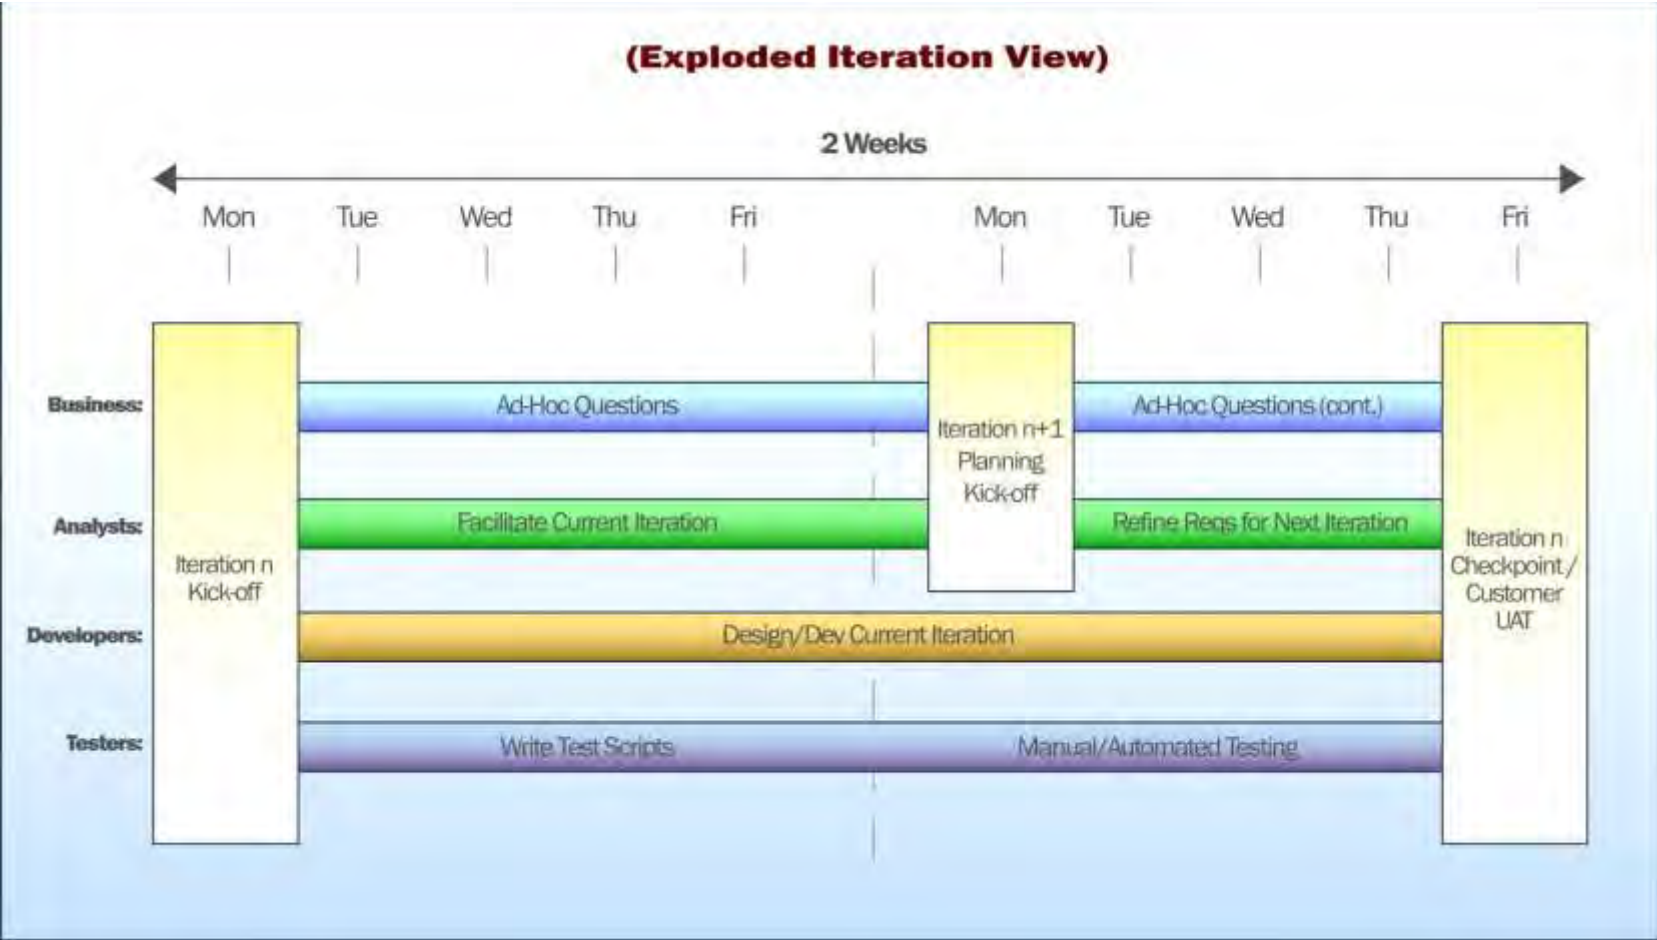 (Exploded Iteration View)
2 Weeks
Mon Tue Wed Thu Fri Mon Tue Wed Thu Fri
Business:
Ad-Hoc Questions
Ad-Hoc Questions (cont.)
Iteration n+1
Planning
Kick-off
Analysts:
Facilitate Current Iteration
Refine Reqs for Next Iteration
Iteration n
Kick-off
Iteration n
Checkpoint/
Customer
UAT
Developers:
Design/Dev Current Iteration
Testers:
Write Test Scripts
Manual/Automated Testing